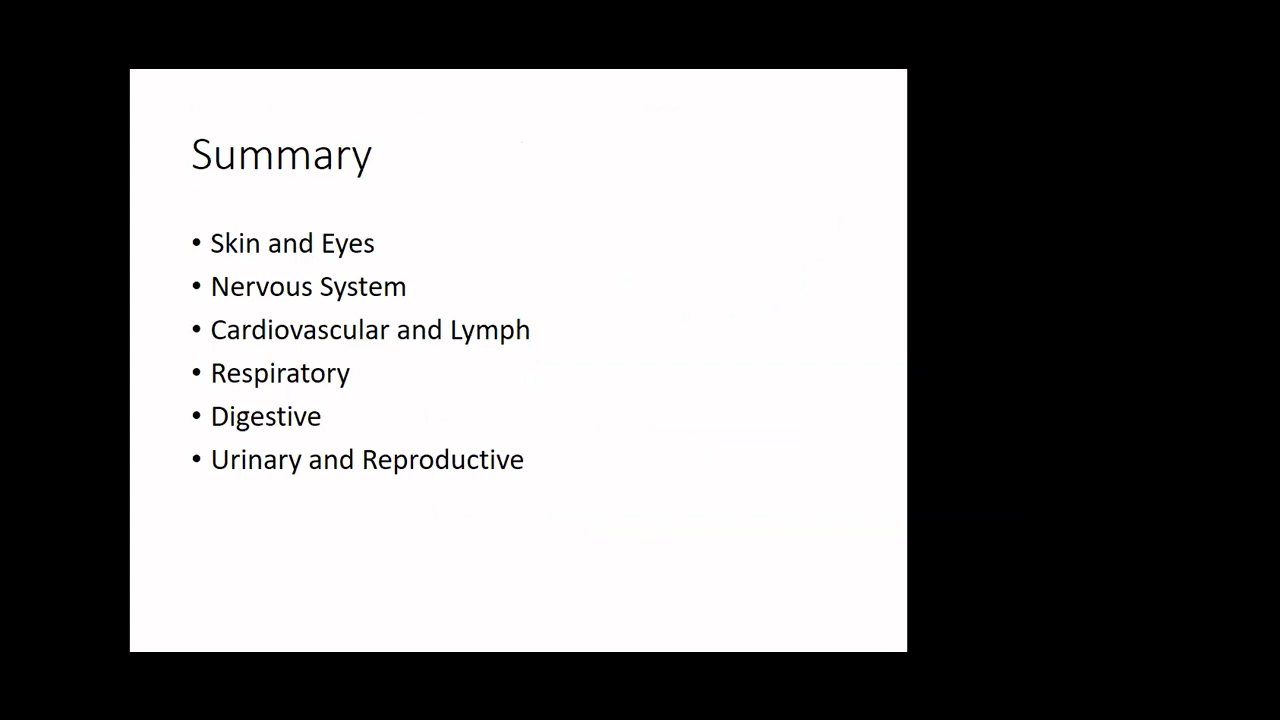 Summary
• Skin and Eyes
• Nervous System
• Cardiovascular and Lymph
• Respiratory
• Digestive
• Urinary and Reproductive